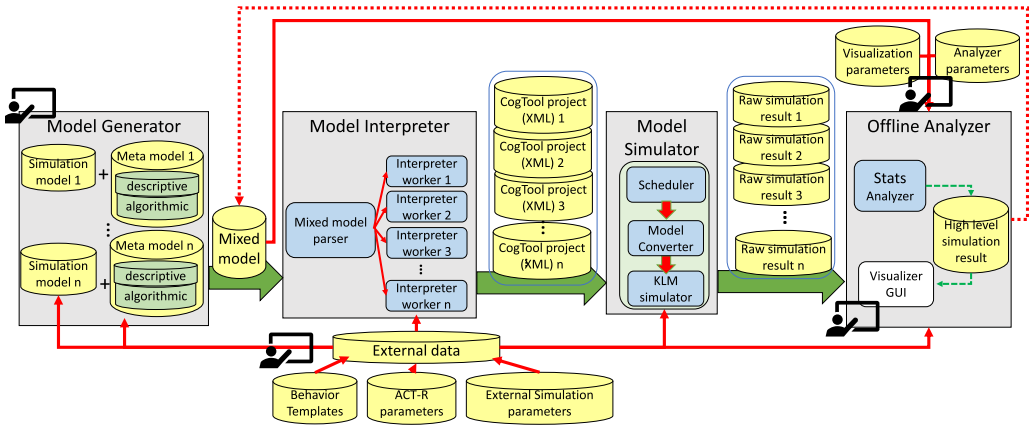 Visualization
parameters
Analyzer
parameters
Model Generator
Simulation
model 1
+
Meta model 1
descriptive
algorithmic
...
Simulation
model n
+
Meta model n
descriptive
algorithmic
Mixed
model
Model Interpreter
Mixed model
parser
Interpreter
worker 1
Interpreter
worker 2
Interpreter
worker 3
...
Interpreter
worker n
CogTool project
(XML) 1
CogTool project
(XML) 2
CogTool project
(XML) 3
...
CogTool project
(XML) n
Model
Simulator
Scheduler
Model
Converter
KLM
simulator
Raw simulation
result 1
Raw simulation
result 2
Raw simulation
result 3
...
Raw simulation
result n
Offline Analyzer
Stats
Analyzer
High level
simulation
result
Visualizer
GUI
External data
Behavior
Templates
ACT-R
parameters
External Simulation
parameters